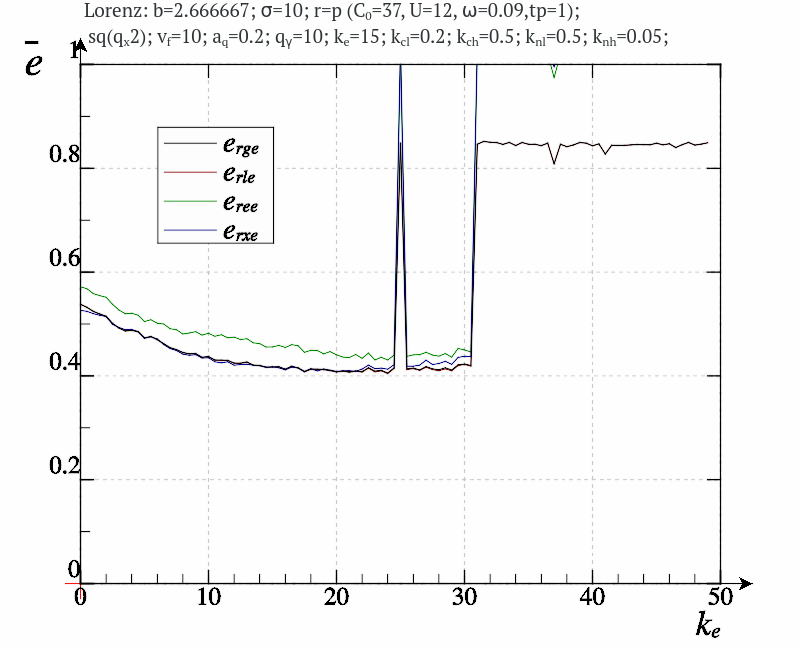 Lorenz: b=2.666667; σ=10; r=p (C₀=37, U=12, ω=0.09,tp=1);
sq(qₓ2); v_f=10; a_q=0.2; q_γ=10; k_e=15; k_cl=0.2; k_ch=0.5; k_nl=0.5; k_nh=0.05;
ē
1
e_rge
e_rle
e_ree
e_rxe
0.8
0.6
0.4
0.2
0
0 10 20 30 40 50
k_e